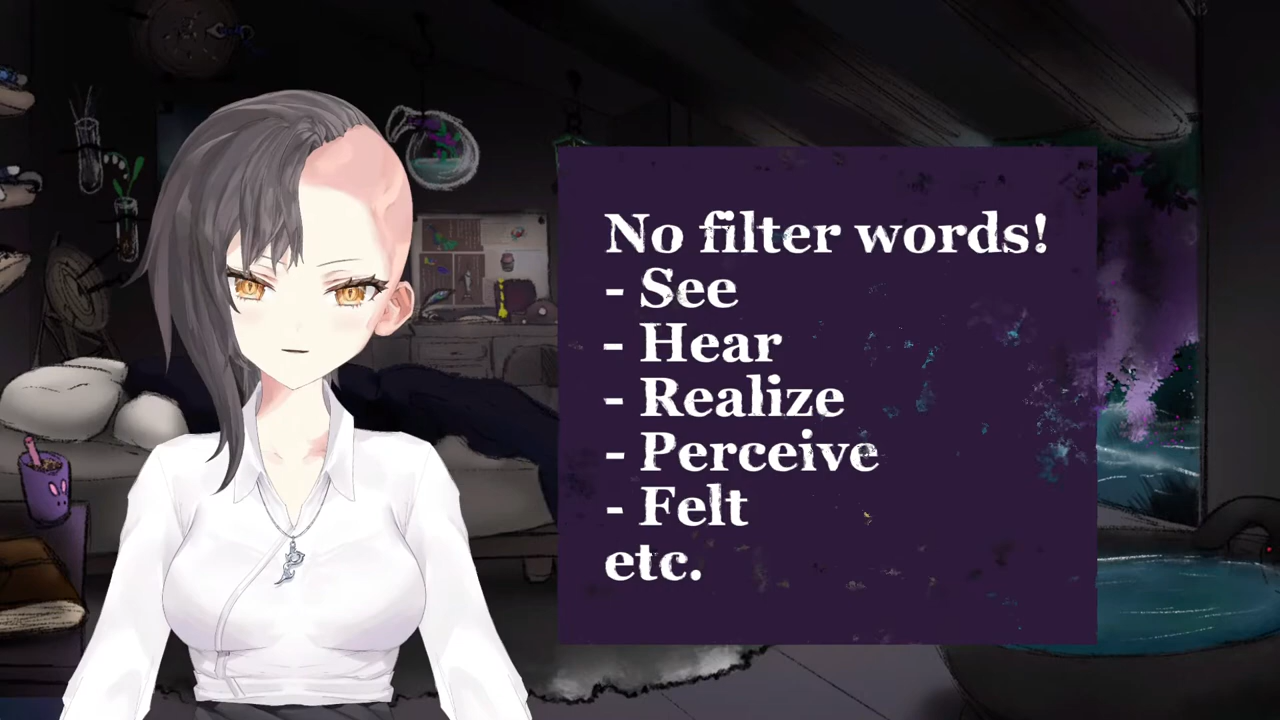 No filter words!
- See
- Hear
- Realize
- Perceive
- Felt
etc.